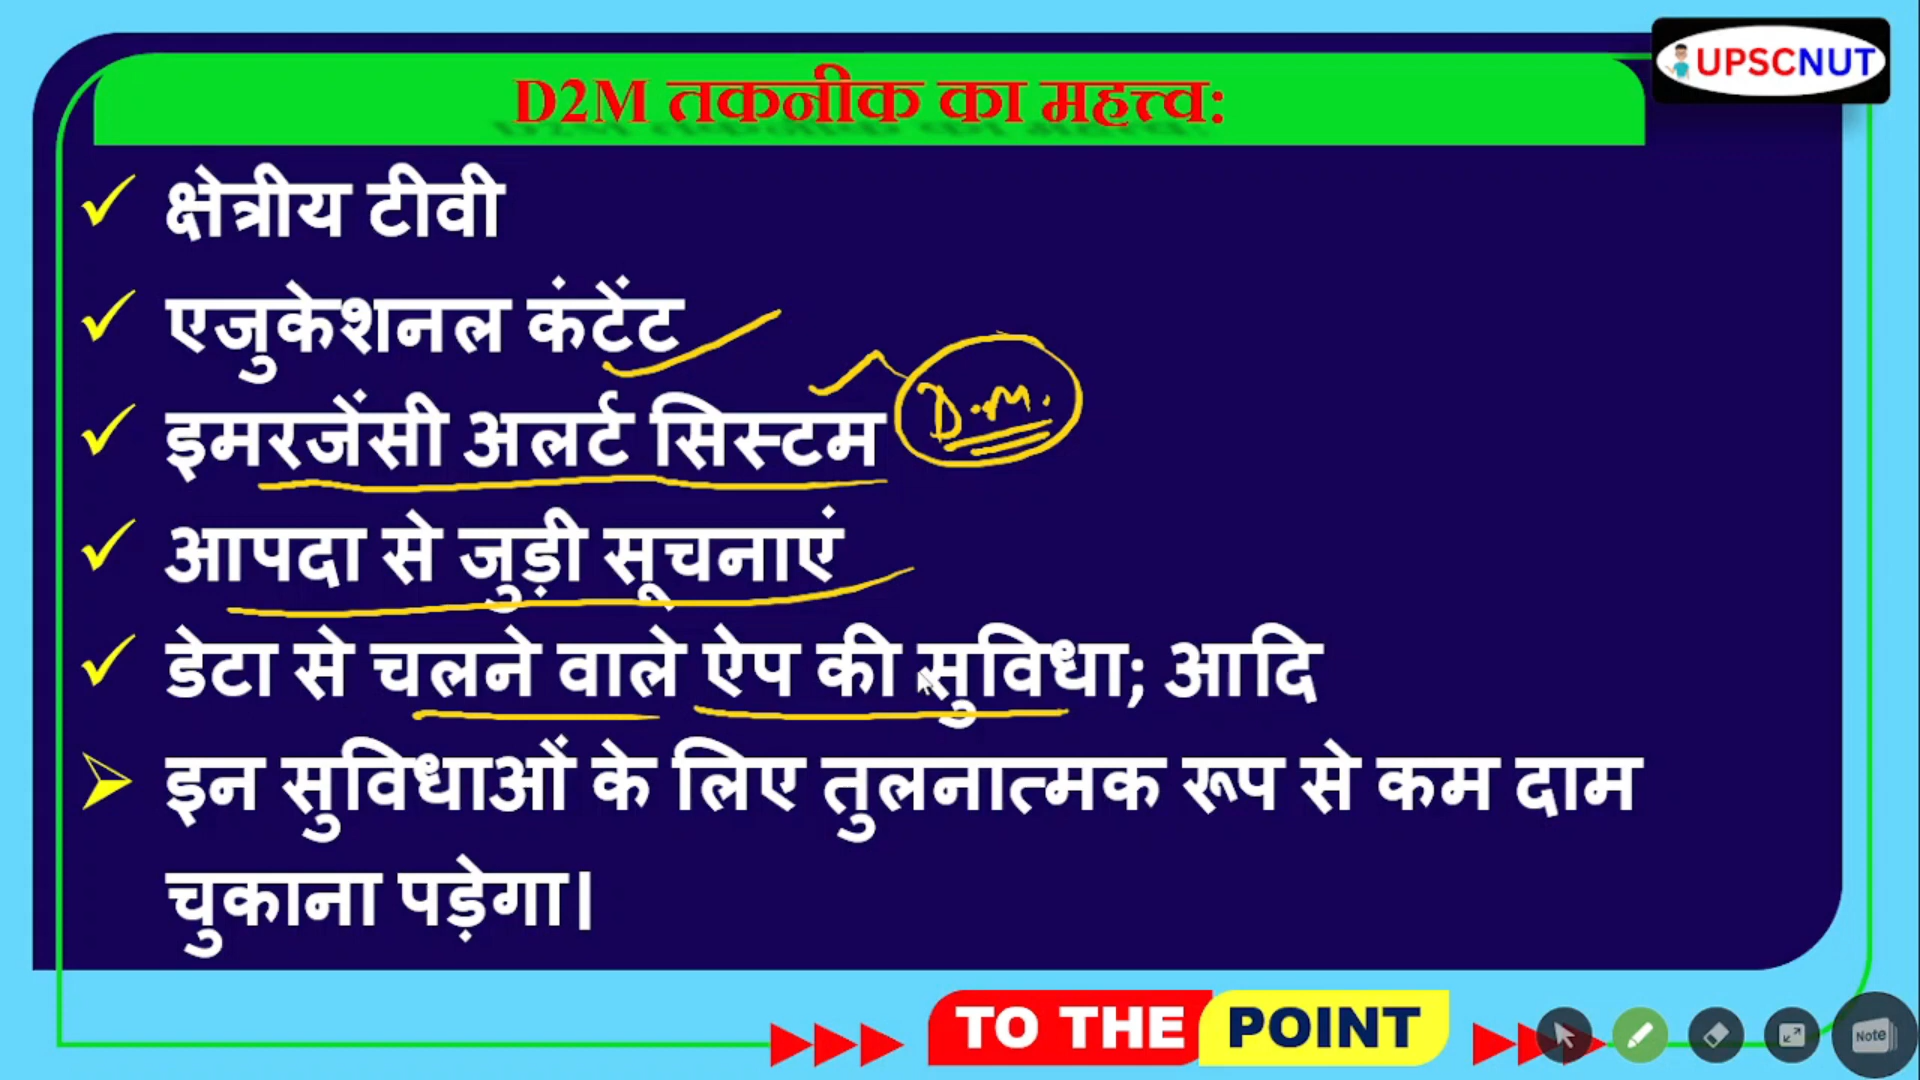 UPSCNUT
D2M तकनीक का महत्त्व:
क्षेत्रीय टीवी
एजुकेशनल कंटेंट
इमरजेंसी अलर्ट सिस्टम D.M.
आपदा से जुड़ी सूचनाएं
डेटा से चलने वाले ऐप की सुविधा; आदि
इन सुविधाओं के लिए तुलनात्मक रूप से कम दाम
चुकाना पड़ेगा।
TO THE POINT
Note